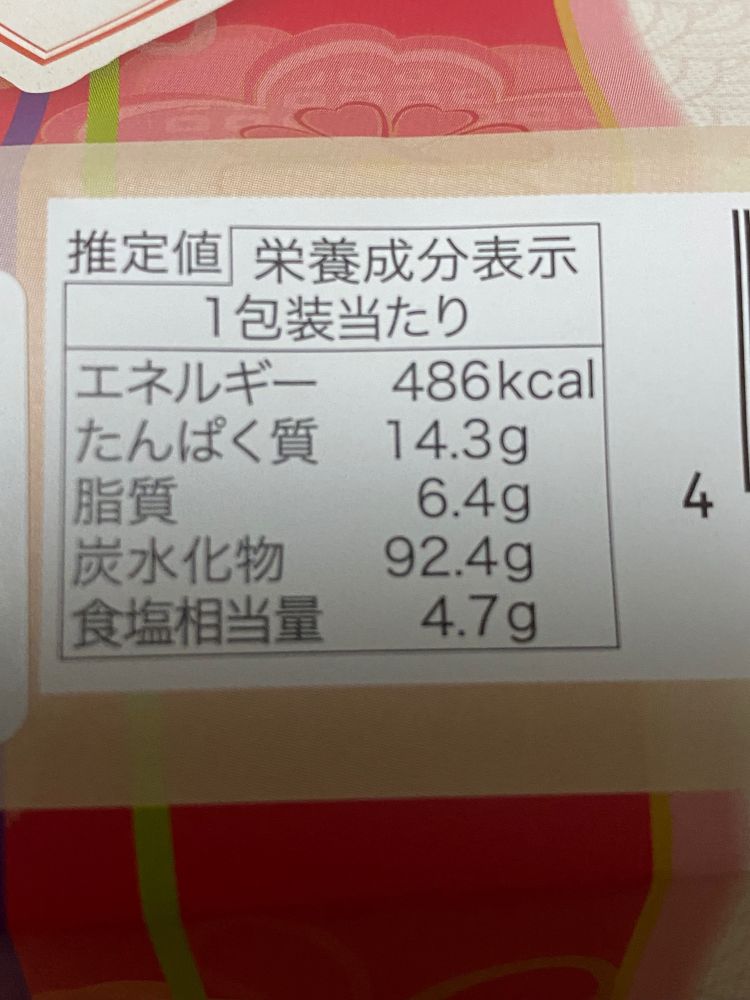 推定値 栄養成分表示
1包装当たり
エネルギー 486kcal
たんぱく質 14.3g
脂質 6.4g
炭水化物 92.4g
食塩相当量 4.7g
4